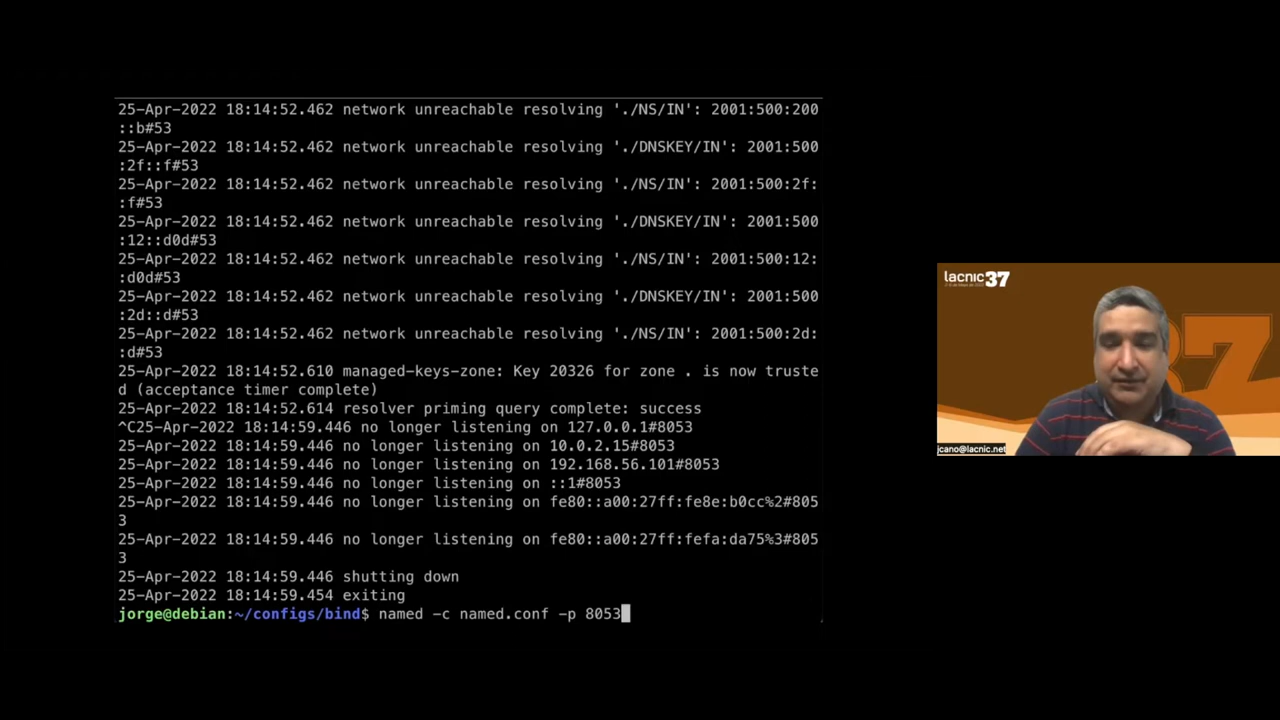 25-Apr-2022 18:14:52.462 network unreachable resolving './NS/IN': 2001:500:200
::b#53
25-Apr-2022 18:14:52.462 network unreachable resolving './DNSKEY/IN': 2001:500
:2f::f#53
25-Apr-2022 18:14:52.462 network unreachable resolving './NS/IN': 2001:500:2f:
:f#53
25-Apr-2022 18:14:52.462 network unreachable resolving './DNSKEY/IN': 2001:500
:12::d0d#53
25-Apr-2022 18:14:52.462 network unreachable resolving './NS/IN': 2001:500:12:
:d0d#53
25-Apr-2022 18:14:52.462 network unreachable resolving './DNSKEY/IN': 2001:500
:2d::d#53
25-Apr-2022 18:14:52.462 network unreachable resolving './NS/IN': 2001:500:2d:
:d#53
25-Apr-2022 18:14:52.610 managed-keys-zone: Key 20326 for zone . is now truste
d (acceptance timer complete)
25-Apr-2022 18:14:52.614 resolver priming query complete: success
^C25-Apr-2022 18:14:59.446 no longer listening on 127.0.0.1#8053
25-Apr-2022 18:14:59.446 no longer listening on 10.0.2.15#8053
25-Apr-2022 18:14:59.446 no longer listening on 192.168.56.101#8053
25-Apr-2022 18:14:59.446 no longer listening on ::1#8053
25-Apr-2022 18:14:59.446 no longer listening on fe80::a00:27ff:fe8e:b0cc%2#805
3
25-Apr-2022 18:14:59.446 no longer listening on fe80::a00:27ff:fefa:da75%3#805
3
25-Apr-2022 18:14:59.446 shutting down
25-Apr-2022 18:14:59.454 exiting
jorge@debian:~/configs/bind$ named -c named.conf -p 8053
lacnic37
37
jcano@lacnic.net